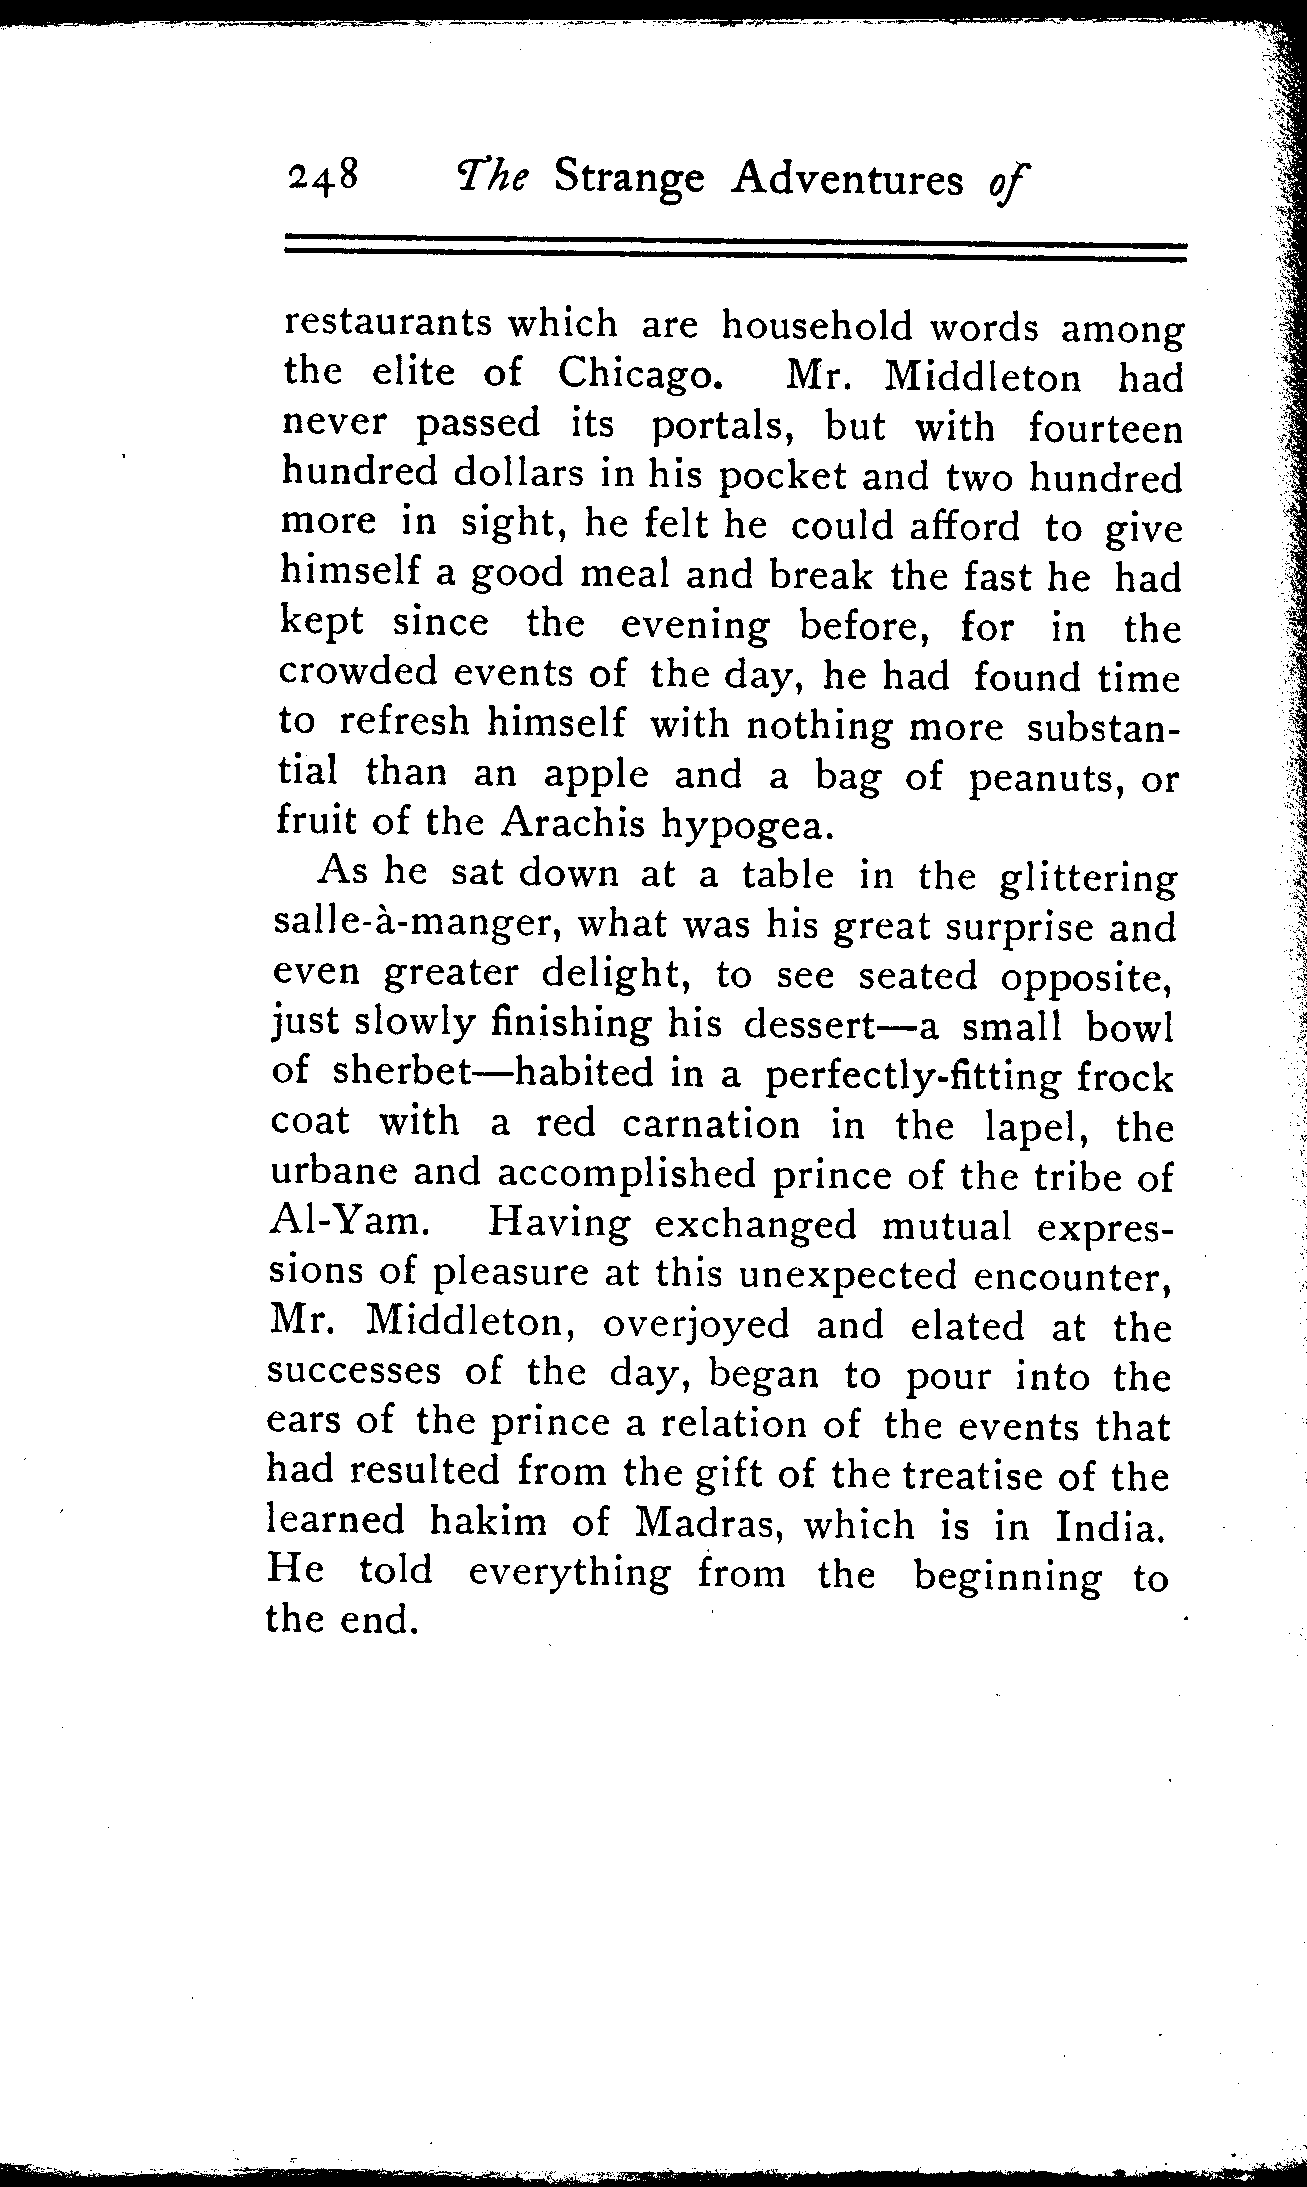 248 The Strange Adventures of
restaurants which are household words among
the elite of Chicago. Mr. Middleton had
never passed its portals, but with fourteen
hundred dollars in his pocket and two hundred
more in sight, he felt he could afford to give
himself a good meal and break the fast he had
kept since the evening before, for in the
crowded events of the day, he had found time
to refresh himself with nothing more substan-
tial than an apple and a bag of peanuts, or
fruit of the Arachis hypogea.
As he sat down at a table in the glittering
salle-à-manger, what was his great surprise and
even greater delight, to see seated opposite,
just slowly finishing his dessert—a small bowl
of sherbet—habited in a perfectly-fitting frock
coat with a red carnation in the lapel, the
urbane and accomplished prince of the tribe of
Al-Yam. Having exchanged mutual expres-
sions of pleasure at this unexpected encounter,
Mr. Middleton, overjoyed and elated at the
successes of the day, began to pour into the
ears of the prince a relation of the events that
had resulted from the gift of the treatise of the
learned hakim of Madras, which is in India.
He told everything from the beginning to
the end.